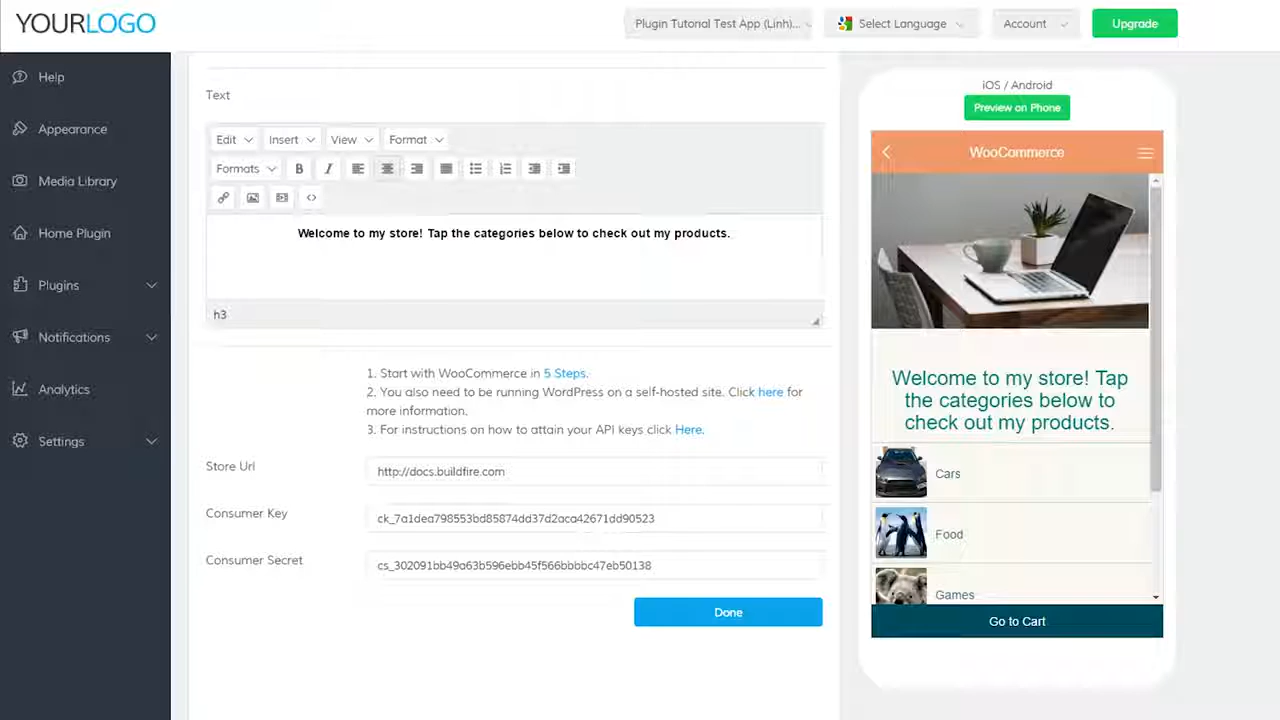 YOURLOGO
Plugin Tutorial Test App (Linh)...
Select Language
Account
Upgrade
Help
Appearance
Media Library
Home Plugin
Plugins
Notifications
Analytics
Settings
Text
Edit Insert View Format
Formats B I
Welcome to my store! Tap the categories below to check out my products.
h3
1. Start with WooCommerce in 5 Steps.
2. You also need to be running WordPress on a self-hosted site. Click here for
more information.
3. For instructions on how to attain your API keys click Here.
Store Url
http://docs.buildfire.com
Consumer Key
ck_7a1dea798553bd85874dd37d2aca42671dd90523
Consumer Secret
cs_302091bb49a63b596ebb45f566bbbbc47eb50138
Done
iOS / Android
Preview on Phone
WooCommerce
Welcome to my store! Tap
the categories below to
check out my products.
Cars
Food
Games
Go to Cart